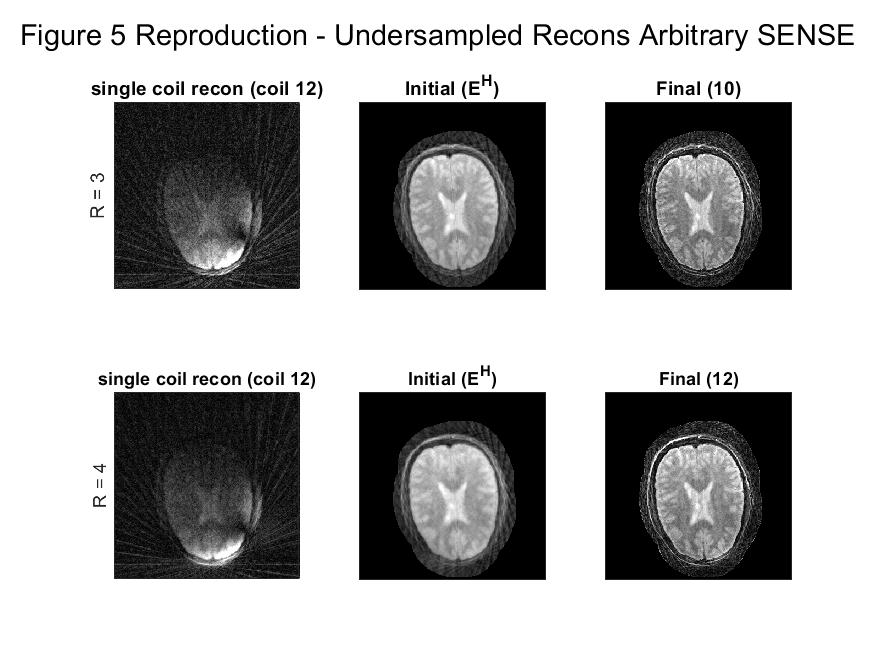 Figure 5 Reproduction - Undersampled Recons Arbitrary SENSE
single coil recon (coil 12)
Initial (E^H)
Final (10)
R = 3
single coil recon (coil 12)
Initial (E^H)
Final (12)
R = 4